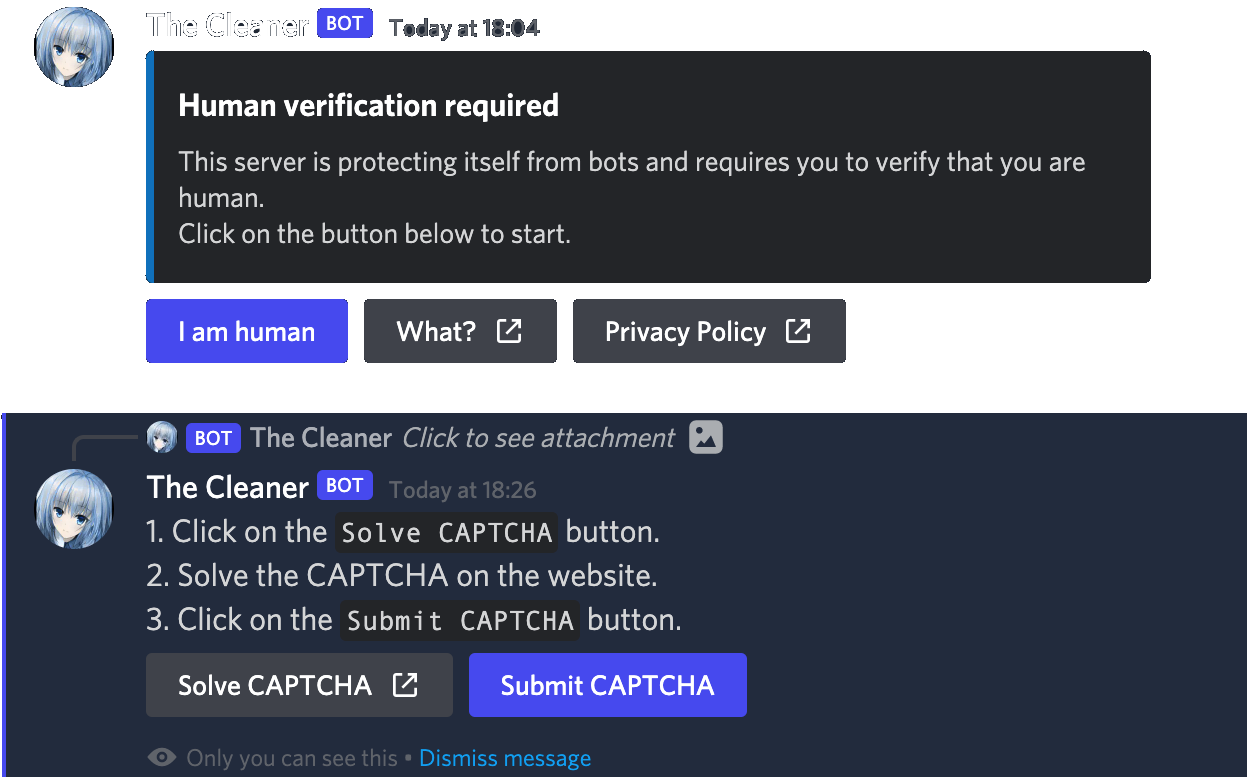 The Cleaner BOT Today at 18:04
Human verification required
This server is protecting itself from bots and requires you to verify that you are
human.
Click on the button below to start.
I am human What? Privacy Policy
BOT The Cleaner Click to see attachment
The Cleaner BOT Today at 18:26
1. Click on the Solve CAPTCHA button.
2. Solve the CAPTCHA on the website.
3. Click on the Submit CAPTCHA button.
Solve CAPTCHA Submit CAPTCHA
Only you can see this • Dismiss message